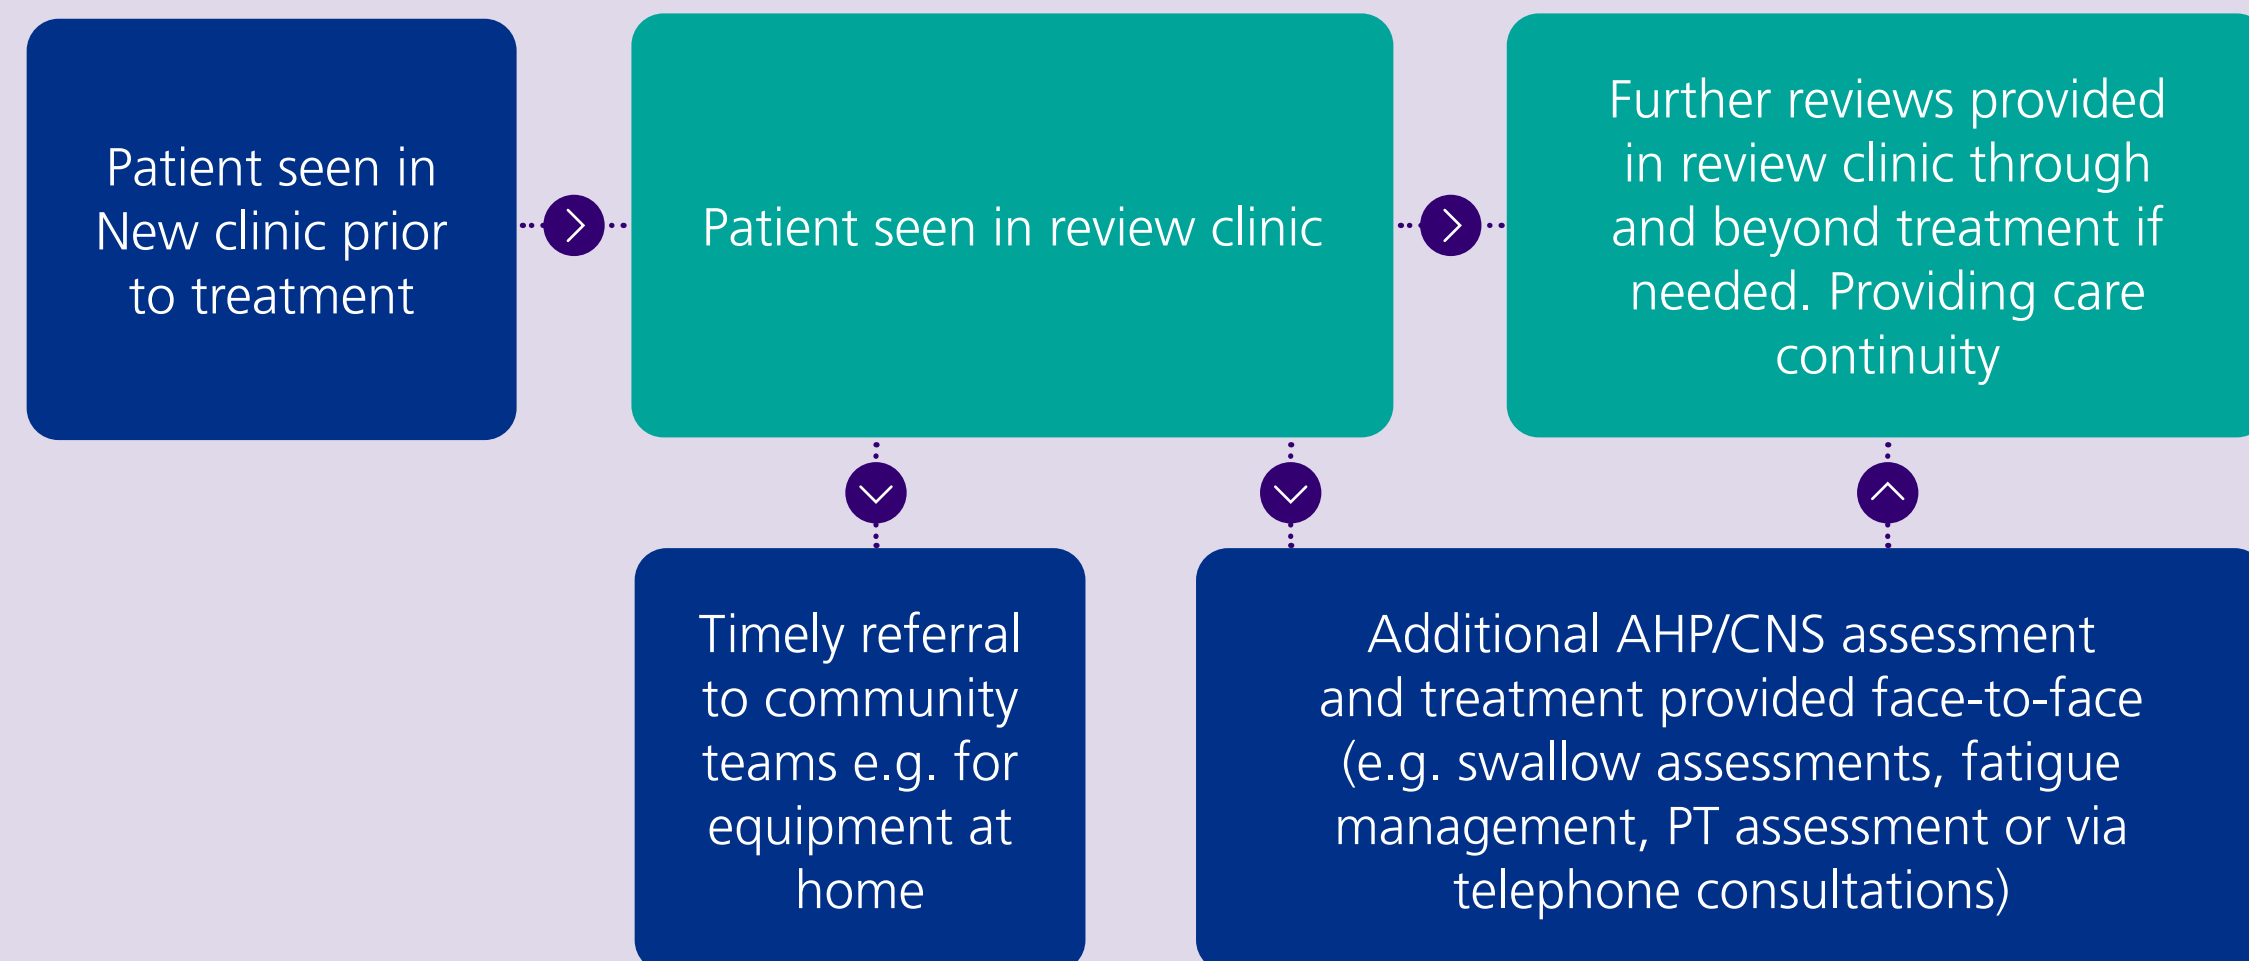 Patient seen in
New clinic prior
to treatment
Patient seen in review clinic
Further reviews provided
in review clinic through
and beyond treatment if
needed. Providing care
continuity
Timely referral
to community
teams e.g. for
equipment at
home
Additional AHP/CNS assessment
and treatment provided face-to-face
(e.g. swallow assessments, fatigue
management, PT assessment or via
telephone consultations)